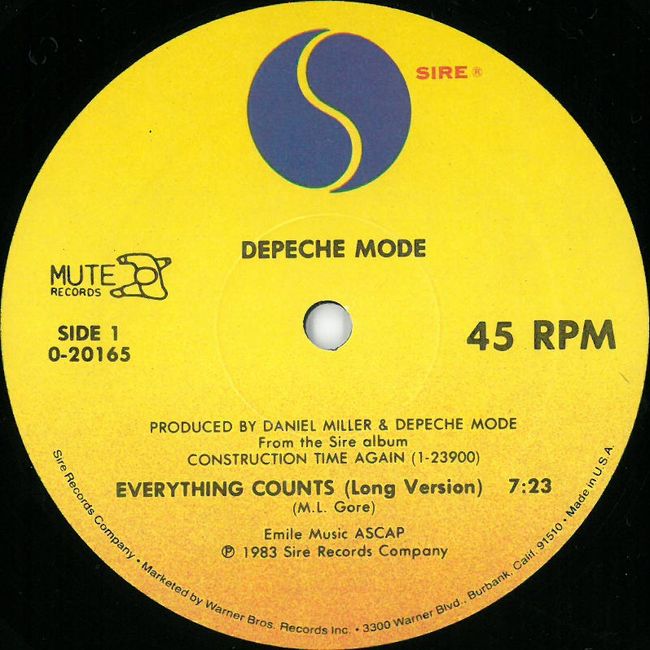 SIRE®
DEPECHE MODE
MUTE
RECORDS
SIDE 1
0-20165
45 RPM
PRODUCED BY DANIEL MILLER & DEPECHE MODE
From the Sire album
CONSTRUCTION TIME AGAIN (1-23900)
EVERYTHING COUNTS (Long Version) 7:23
(M.L. Gore)
Emile Music ASCAP
℗ 1983 Sire Records Company
Sire Records Company • Marketed by Warner Bros. Records Inc. • 3300 Warner Blvd., Burbank, Calif. 91510 • Made in U.S.A.